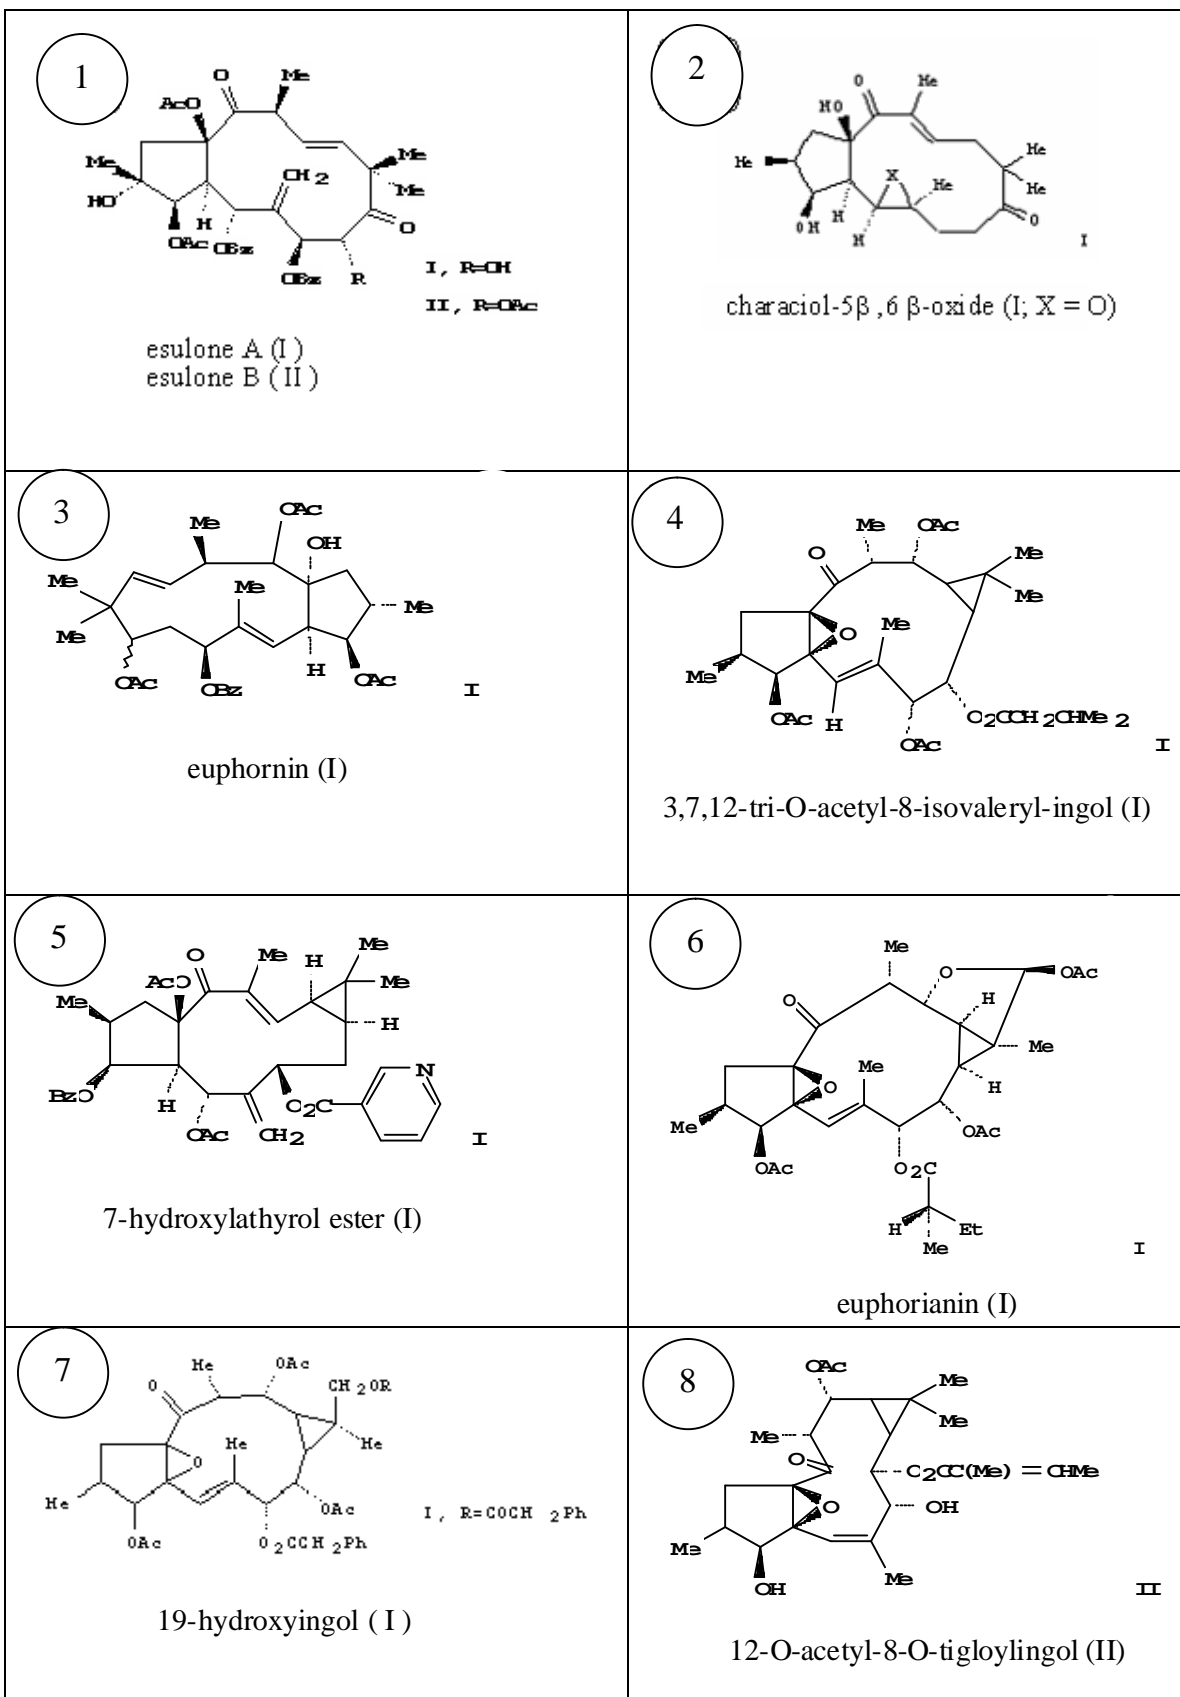 1
O
Me
AcO
Me
CH2
Me
Me
HO
H
O
OAc
OBz
OBz
R
I, R=OH
II, R=OAc
esulone A (I)
esulone B (II)
2
O
Me
HO
Me
X
Me
Me
Me
OH
H
H
O
I
characiol-5β,6 β-oxide (I; X = O)
3
OAc
Me
OH
Me
Me
Me
Me
H
OAc
OBz
OAc
I
euphornin (I)
4
Me
OAc
O
Me
Me
O
Me
Me
OAc
H
O2CCH2CHMe2
OAc
I
3,7,12-tri-O-acetyl-8-isovaleryl-ingol (I)
5
O
Me
H
Me
Me
AcO
Me
H
BzO
H
O2C
N
OAc
CH2
I
7-hydroxylathyrol ester (I)
6
Me
O
OAc
O
H
Me
Me
O
H
Me
OAc
OAc
O2C
H
Et
Me
I
euphorianin (I)
7
Me
OAc
O
CH2OR
Me
Me
O
Me
OAc
OAc
O2CCH2Ph
I, R=COCH2Ph
19-hydroxyingol (I)
8
OAc
Me
Me
Me
O
O2CC(Me)=CHMe
O
OH
Me
Me
OH
II
12-O-acetyl-8-O-tigloylingol (II)